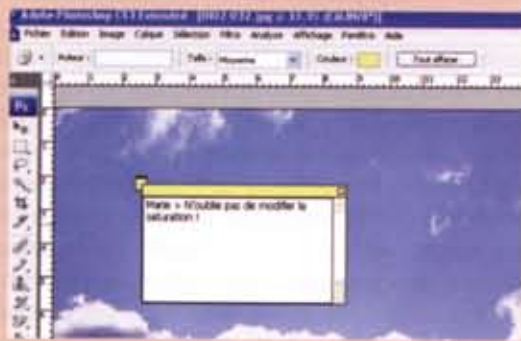 Adobe Photoshop CS3 Extended
Fichier Edition Image Calque Sélection Filtre Analyse Affichage Fenêtre Aide
Auteur : Taille : Moyenne Couleur : Tout effacer
Ps
Marie > N'oublie pas de modifier la
saturation !